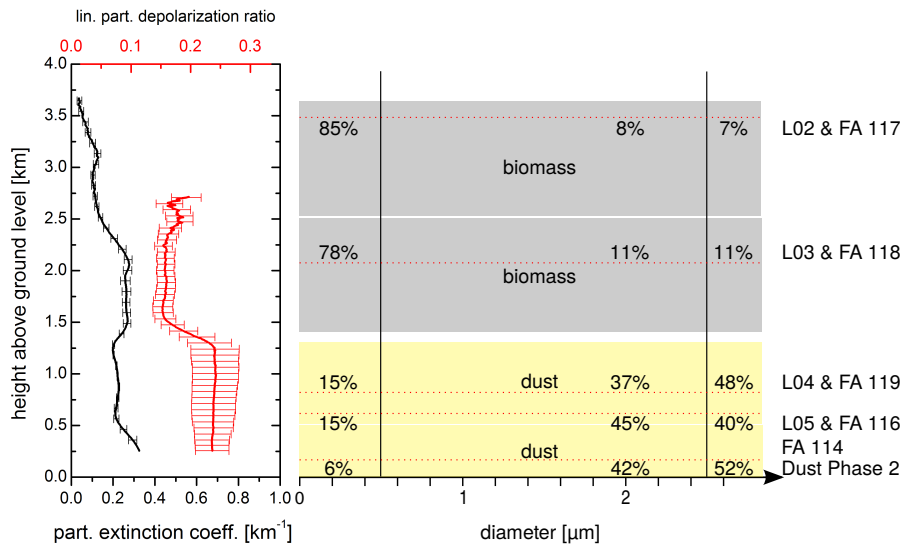 lin. part. depolarization ratio
0.0 0.1 0.2 0.3
4.0
3.5
3.0
2.5
2.0
1.5
1.0
0.5
0.0
height above ground level [km]
0.0 0.2 0.4 0.6 0.8 1.0
part. extinction coeff. [km-1]
85% 8% 7% L02 & FA 117
biomass
78% 11% 11% L03 & FA 118
biomass
15% dust 37% 48% L04 & FA 119
15% 45% 40% L05 & FA 116
dust FA 114
6% 42% 52% Dust Phase 2
0 1 2
diameter [µm]